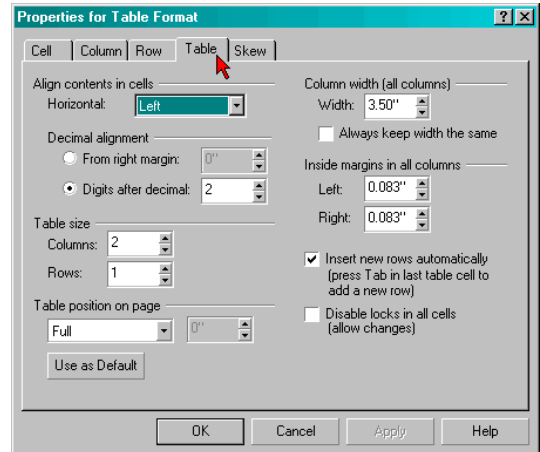 Properties for Table Format
Cell Column Row Table Skew
Align contents in cells
Horizontal: Left
Decimal alignment
From right margin: 0"
Digits after decimal: 2
Table size
Columns: 2
Rows: 1
Table position on page
Full 0"
Use as Default
Column width (all columns)
Width: 3.50"
Always keep width the same
Inside margins in all columns
Left: 0.083"
Right: 0.083"
Insert new rows automatically
(press Tab in last table cell to
add a new row)
Disable locks in all cells
(allow changes)
OK Cancel Apply Help